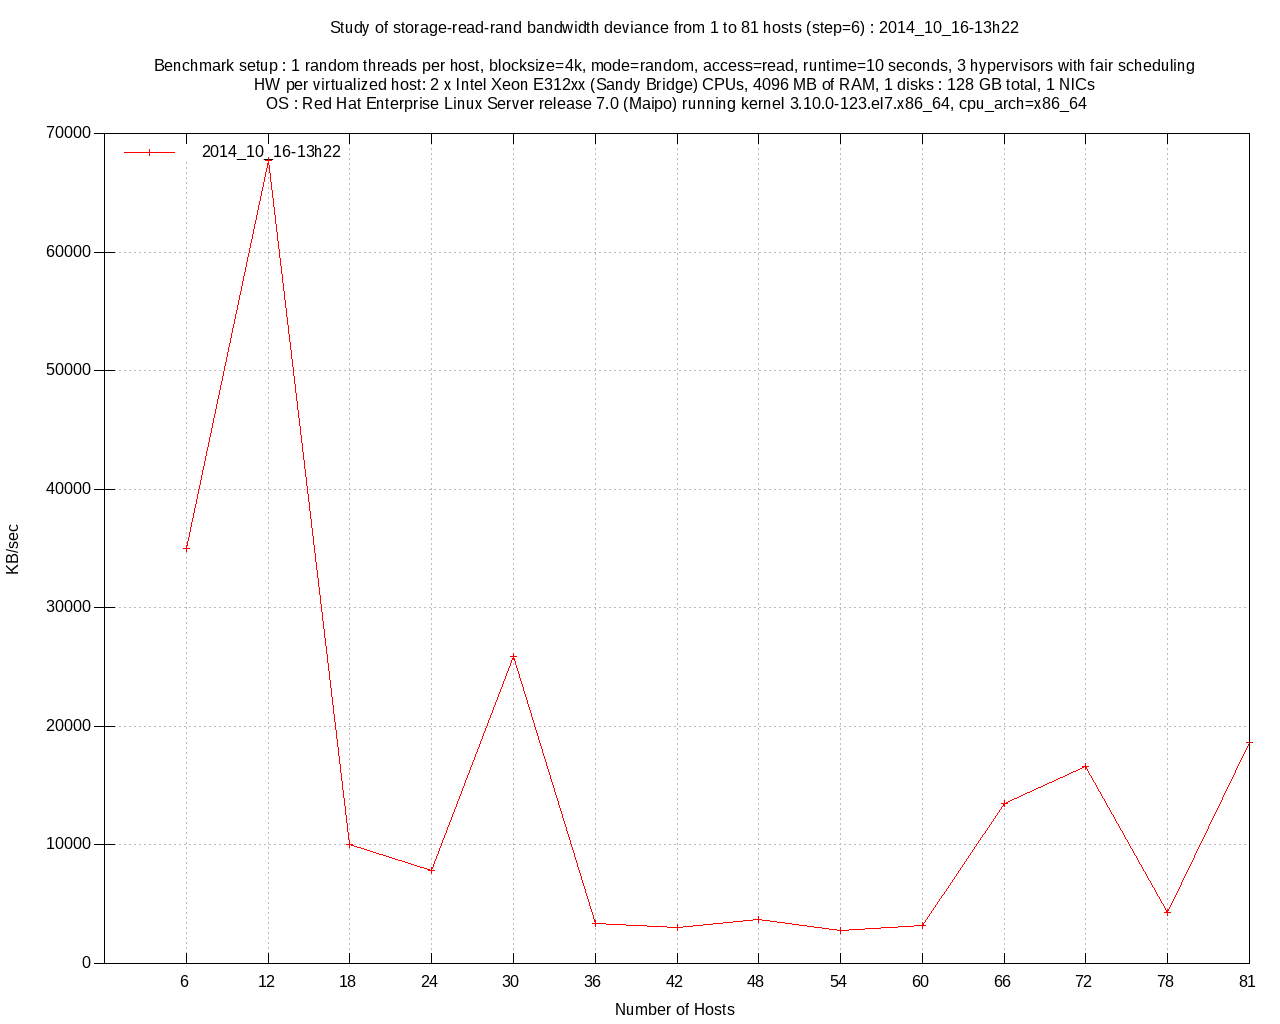 Study of storage-read-rand bandwidth deviance from 1 to 81 hosts (step=6) : 2014_10_16-13h22
Benchmark setup : 1 random threads per host, blocksize=4k, mode=random, access=read, runtime=10 seconds, 3 hypervisors with fair scheduling
HW per virtualized host: 2 x Intel Xeon E312xx (Sandy Bridge) CPUs, 4096 MB of RAM, 1 disks : 128 GB total, 1 NICs
OS : Red Hat Enterprise Linux Server release 7.0 (Maipo) running kernel 3.10.0-123.el7.x86_64, cpu_arch=x86_64
2014_10_16-13h22
70000
60000
50000
40000
30000
20000
10000
0
KB/sec
6 12 18 24 30 36 42 48 54 60 66 72 78 81
Number of Hosts